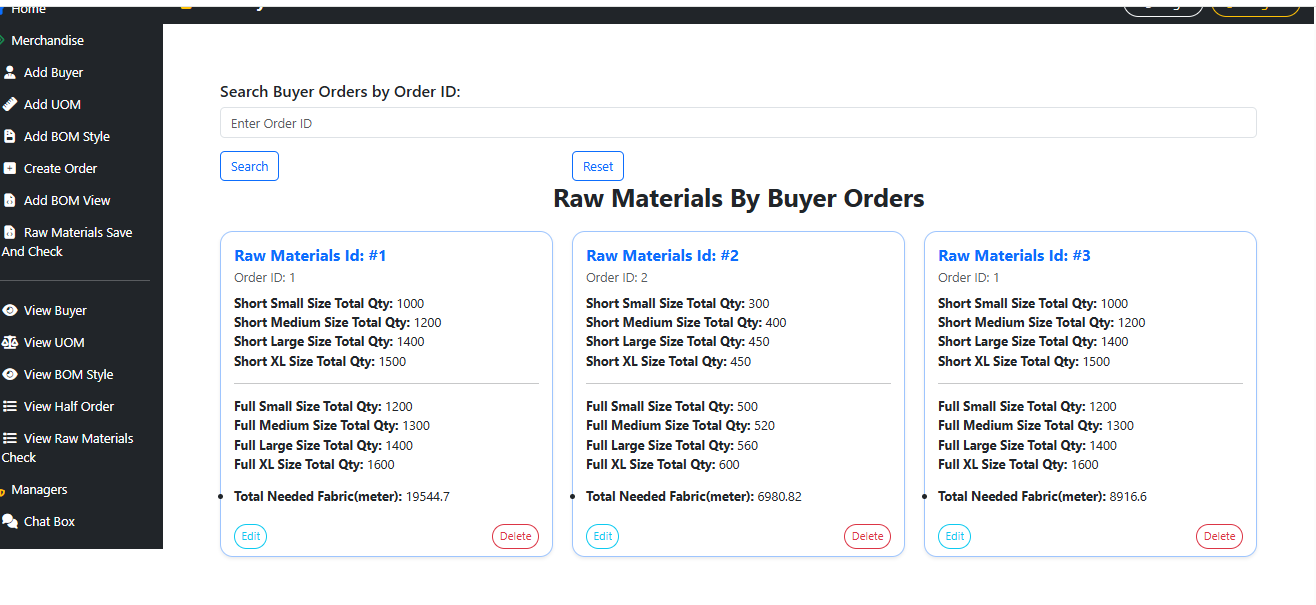 Home
Merchandise
Add Buyer
Add UOM
Add BOM Style
Create Order
Add BOM View
Raw Materials Save
And Check
View Buyer
View UOM
View BOM Style
View Half Order
View Raw Materials
Check
Managers
Chat Box
Search Buyer Orders by Order ID:
Enter Order ID
Search
Reset
Raw Materials By Buyer Orders
Raw Materials Id: #1
Order ID: 1
Short Small Size Total Qty: 1000
Short Medium Size Total Qty: 1200
Short Large Size Total Qty: 1400
Short XL Size Total Qty: 1500
Full Small Size Total Qty: 1200
Full Medium Size Total Qty: 1300
Full Large Size Total Qty: 1400
Full XL Size Total Qty: 1600
Total Needed Fabric(meter): 19544.7
Edit
Delete
Raw Materials Id: #2
Order ID: 2
Short Small Size Total Qty: 300
Short Medium Size Total Qty: 400
Short Large Size Total Qty: 450
Short XL Size Total Qty: 450
Full Small Size Total Qty: 500
Full Medium Size Total Qty: 520
Full Large Size Total Qty: 560
Full XL Size Total Qty: 600
Total Needed Fabric(meter): 6980.82
Edit
Delete
Raw Materials Id: #3
Order ID: 1
Short Small Size Total Qty: 1000
Short Medium Size Total Qty: 1200
Short Large Size Total Qty: 1400
Short XL Size Total Qty: 1500
Full Small Size Total Qty: 1200
Full Medium Size Total Qty: 1300
Full Large Size Total Qty: 1400
Full XL Size Total Qty: 1600
Total Needed Fabric(meter): 8916.6
Edit
Delete